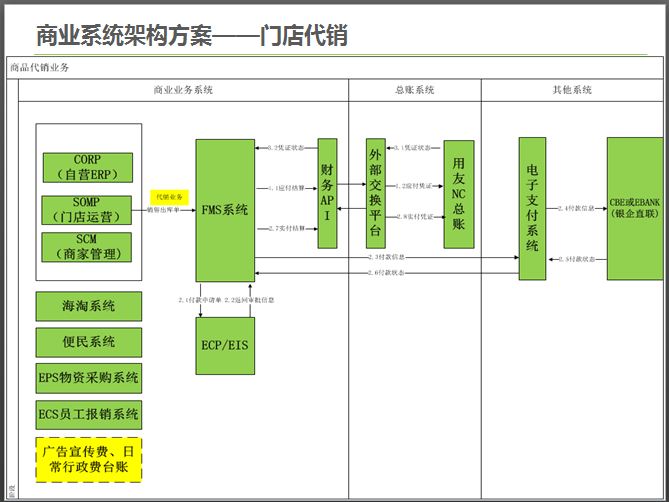 商业系统架构方案——门店代销
商品代销业务
商业业务系统
总账系统
其他系统
CORP
（自营ERP）
SOMP
（门店运营）
SCM
（商家管理）
代销业务
销售出库单
FMS系统
3.2凭证状态
1.1应付结算
2.7实付结算
财务API
外部交换平台
3.1凭证状态
1.2应付凭证
2.8实付凭证
用友NC总账
电子支付系统
2.4付款信息
2.5付款状态
CBE或EBANK
(银企直联)
2.3付款信息
2.6付款状态
2.1付款申请单 2.2返回审批信息
ECP/EIS
海淘系统
便民系统
EPS物资采购系统
ECS员工报销系统
广告宣传费、日
常行政费台账
阶段